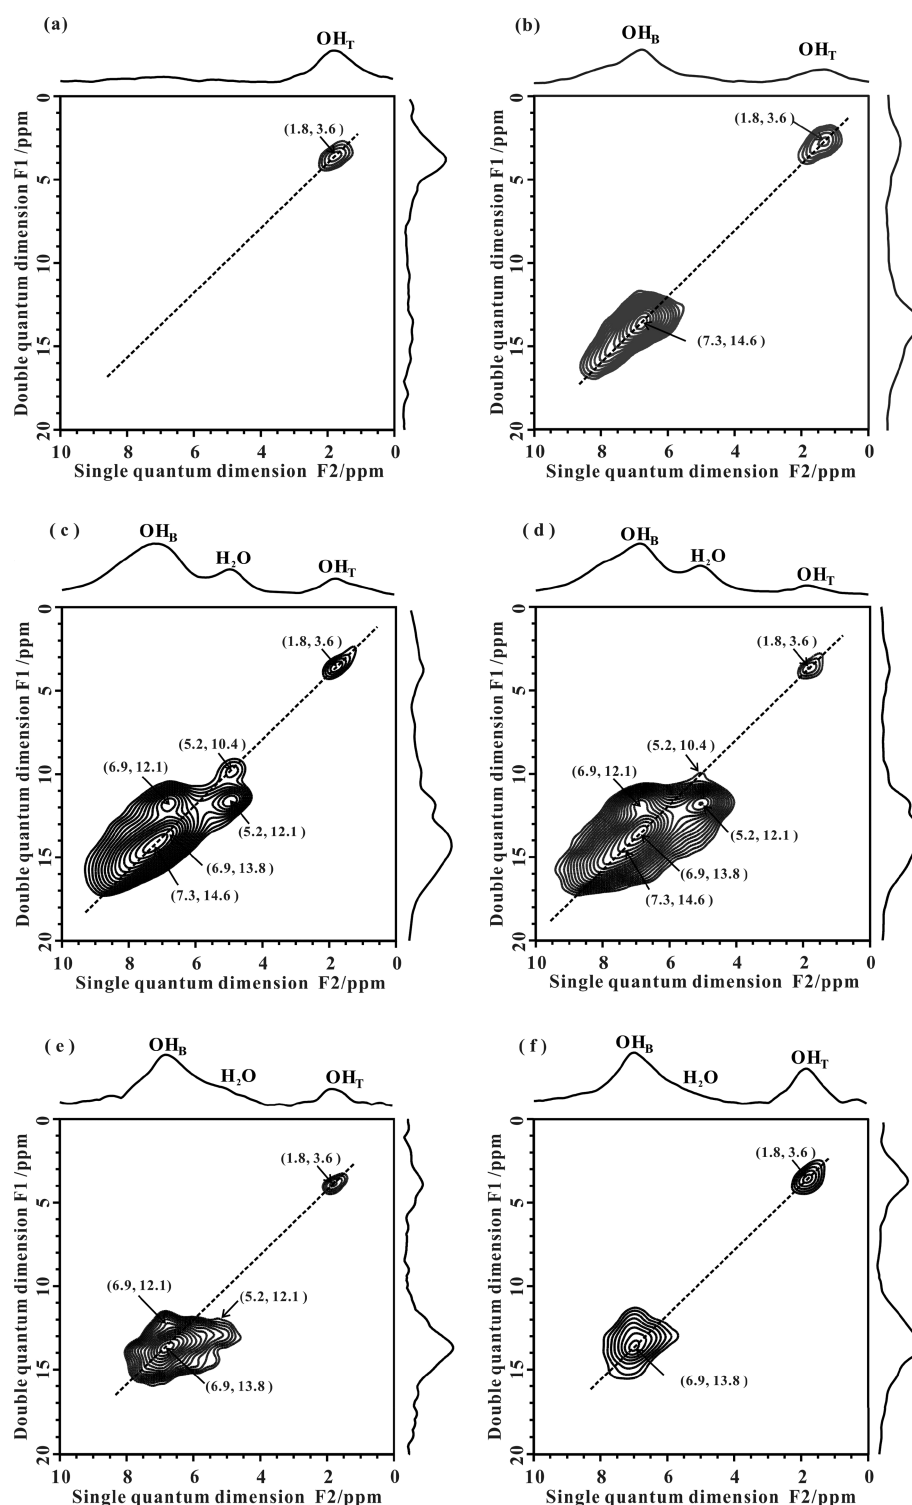 (a)
OH_T
(1.8, 3.6 )
Double quantum dimension F1 /ppm
0
5
10
15
20
10 8 6 4 2 0
Single quantum dimension F2/ppm
(b)
OH_B
OH_T
(1.8, 3.6 )
(7.3, 14.6 )
Double quantum dimension F1 /ppm
0
5
10
15
20
10 8 6 4 2 0
Single quantum dimension F2/ppm
( c )
OH_B
H_2O
OH_T
(1.8, 3.6 )
(5.2, 10.4 )
(6.9, 12.1 )
(5.2, 12.1 )
(6.9, 13.8 )
(7.3, 14.6 )
Double quantum dimension F1 /ppm
0
5
10
15
20
10 8 6 4 2 0
Single quantum dimension F2/ppm
( d )
OH_B
H_2O
OH_T
(1.8, 3.6 )
(5.2, 10.4 )
(6.9, 12.1 )
(5.2, 12.1 )
(6.9, 13.8 )
(7.3, 14.6 )
Double quantum dimension F1 /ppm
0
5
10
15
20
10 8 6 4 2 0
Single quantum dimension F2/ppm
( e )
OH_B
H_2O
OH_T
(1.8, 3.6 )
(6.9, 12.1)
(5.2, 12.1 )
(6.9, 13.8 )
Double quantum dimension F1 /ppm
0
5
10
15
20
10 8 6 4 2 0
Single quantum dimension F2/ppm
( f )
OH_B
H_2O
OH_T
(1.8, 3.6 )
(6.9, 13.8 )
Double quantum dimension F1 /ppm
0
5
10
15
20
10 8 6 4 2 0
Single quantum dimension F2/ppm